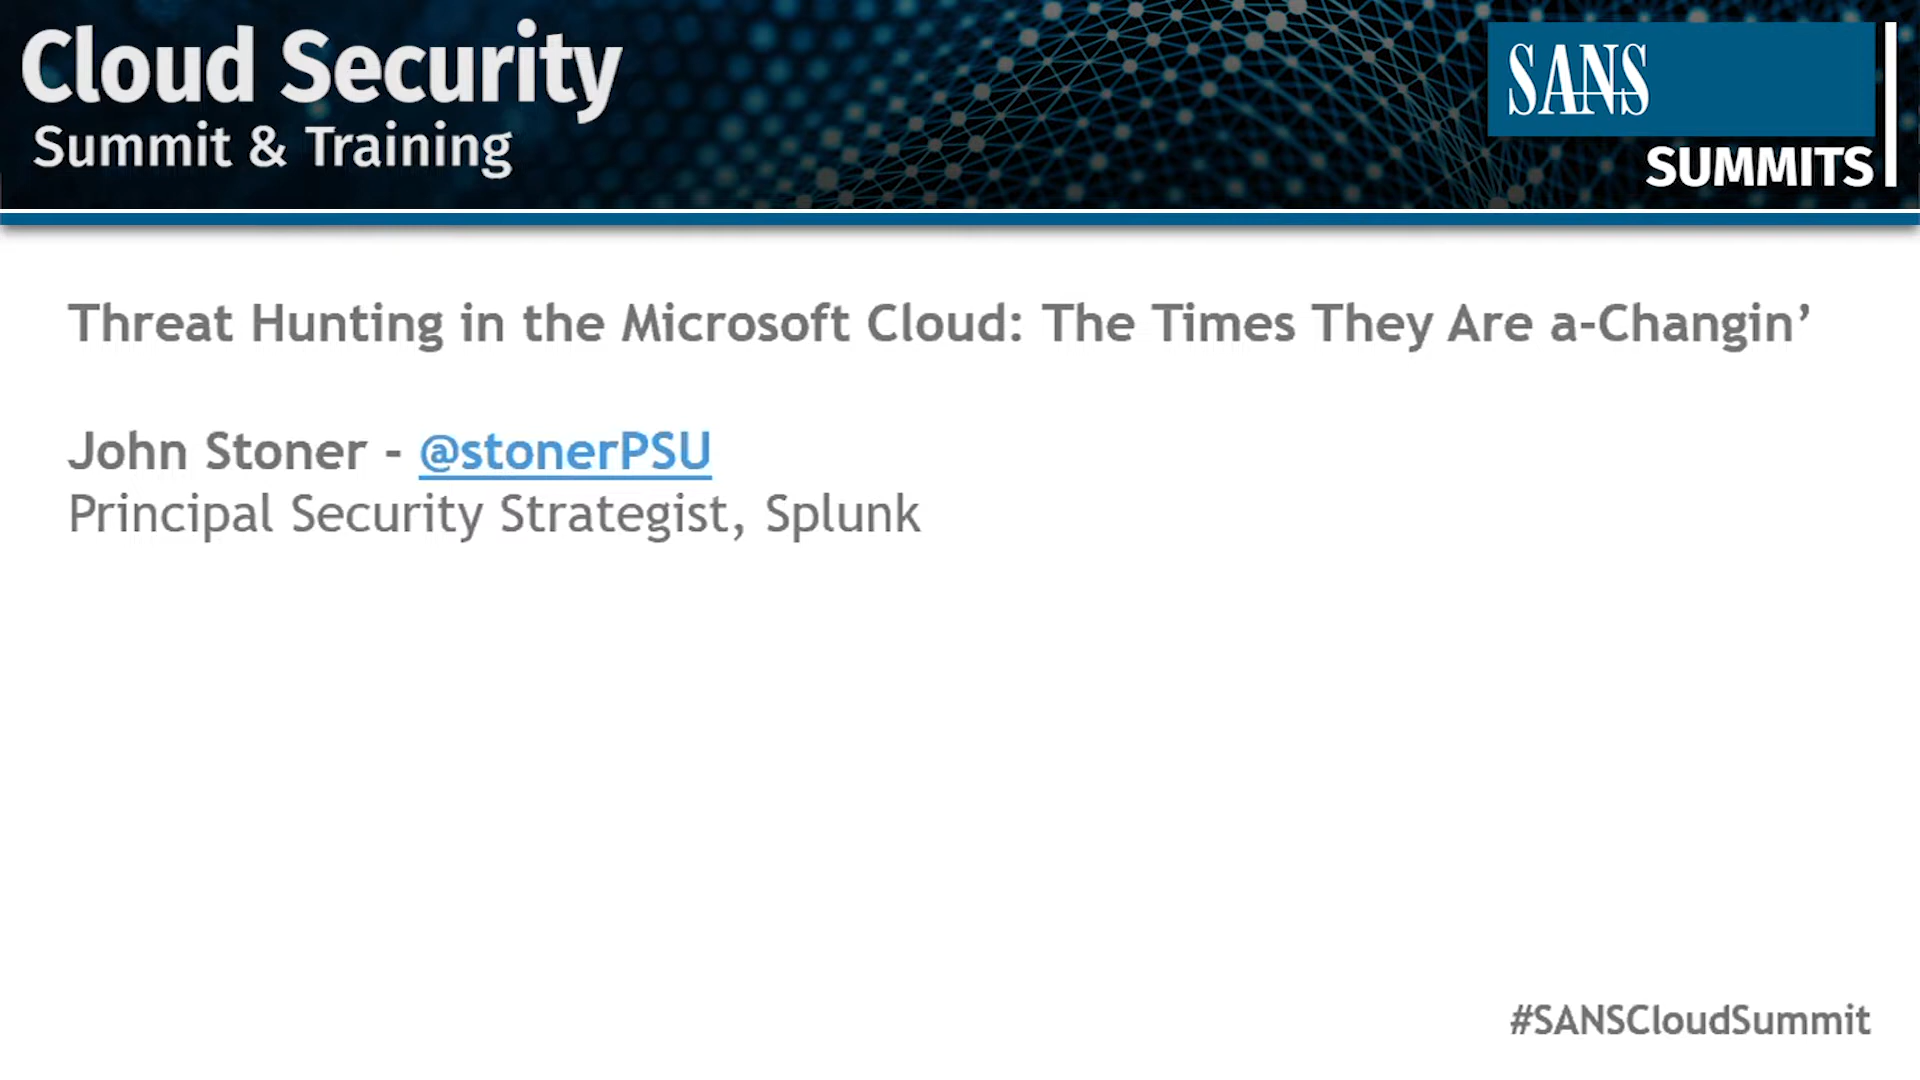 Cloud Security
Summit & Training
SANS
SUMMITS
Threat Hunting in the Microsoft Cloud: The Times They Are a-Changin’
John Stoner - @stonerPSU
Principal Security Strategist, Splunk
#SANSCloudSummit